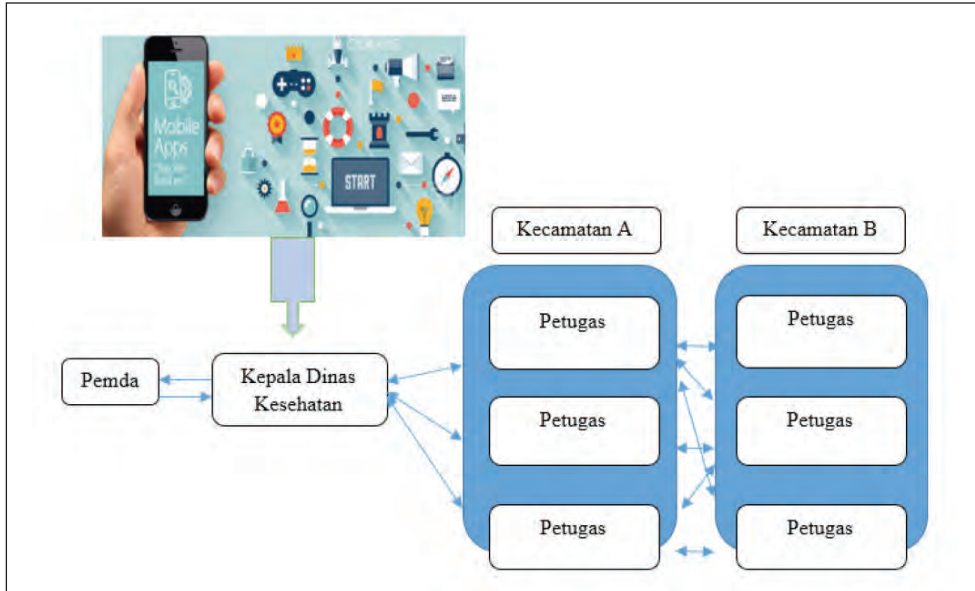 Mobile
Apps
START
Kecamatan A
Kecamatan B
Petugas
Petugas
Pemda
Kepala Dinas
Kesehatan
Petugas
Petugas
Petugas
Petugas